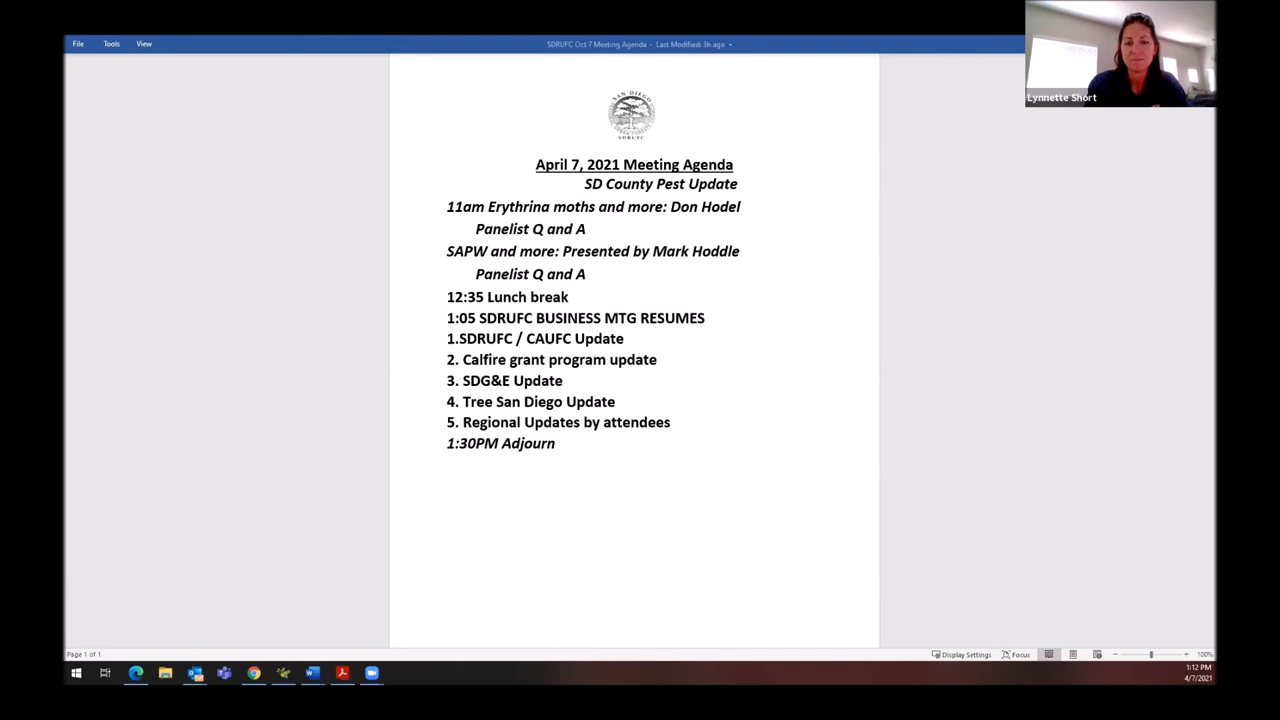 File Tools View
SDRUFC Oct 7 Meeting Agenda - Last Modified: 3h ago
Lynnette Short
SAN DIEGO
SDRUFC
April 7, 2021 Meeting Agenda
SD County Pest Update
11am Erythrina moths and more: Don Hodel
Panelist Q and A
SAPW and more: Presented by Mark Hoddle
Panelist Q and A
12:35 Lunch break
1:05 SDRUFC BUSINESS MTG RESUMES
1.SDRUFC / CAUFC Update
2. Calfire grant program update
3. SDG&E Update
4. Tree San Diego Update
5. Regional Updates by attendees
1:30PM Adjourn
Page 1 of 1
Display Settings Focus 100%
1:12 PM
4/7/2021